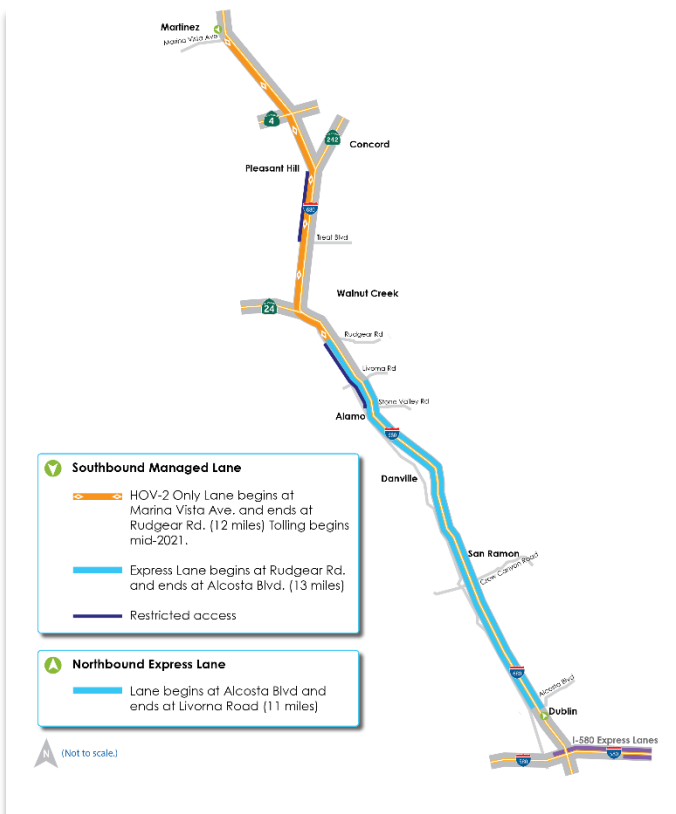 Martinez
Marina Vista Ave
4
242
Concord
Pleasant Hill
680
Treat Blvd
Walnut Creek
24
Rudgear Rd
Livorna Rd
Stone Valley Rd
Alamo
680
Danville
San Ramon
Crow Canyon Road
680
Alcosta Blvd
Dublin
I-580 Express Lanes
580
580
Southbound Managed Lane
HOV-2 Only Lane begins at
Marina Vista Ave. and ends at
Rudgear Rd. (12 miles) Tolling begins
mid-2021.
Express Lane begins at Rudgear Rd.
and ends at Alcosta Blvd. (13 miles)
Restricted access
Northbound Express Lane
Lane begins at Alcosta Blvd and
ends at Livorna Road (11 miles)
N
(Not to scale.)